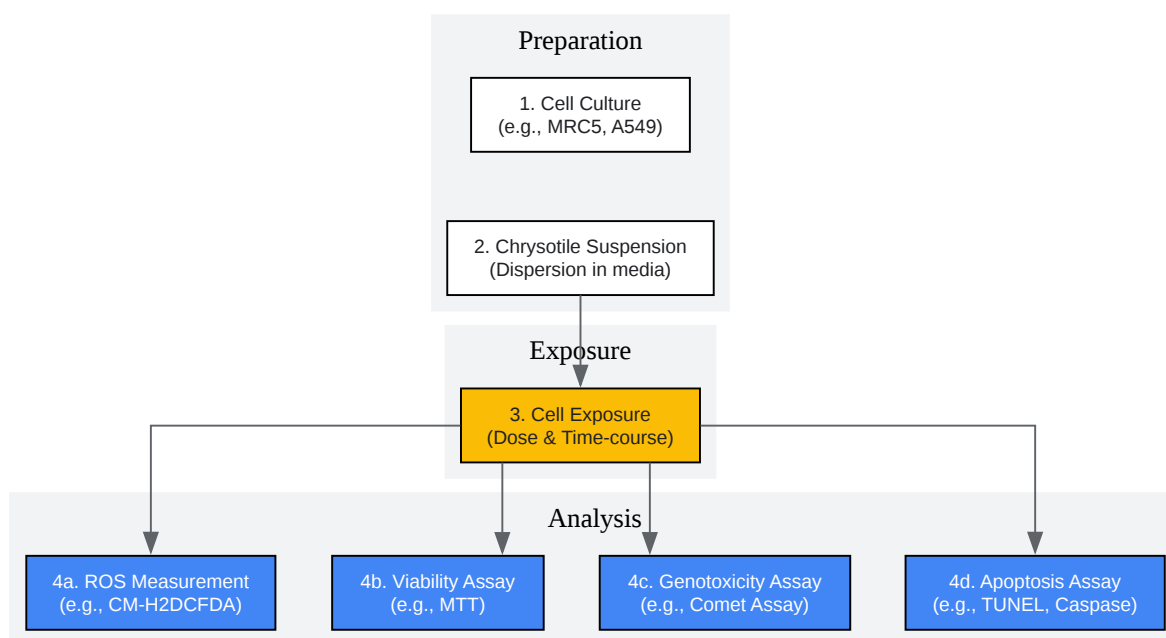 Preparation
1. Cell Culture
(e.g., MRC5, A549)
2. Chrysotile Suspension
(Dispersion in media)
Exposure
3. Cell Exposure
(Dose & Time-course)
Analysis
4a. ROS Measurement
(e.g., CM-H2DCFDA)
4b. Viability Assay
(e.g., MTT)
4c. Genotoxicity Assay
(e.g., Comet Assay)
4d. Apoptosis Assay
(e.g., TUNEL, Caspase)